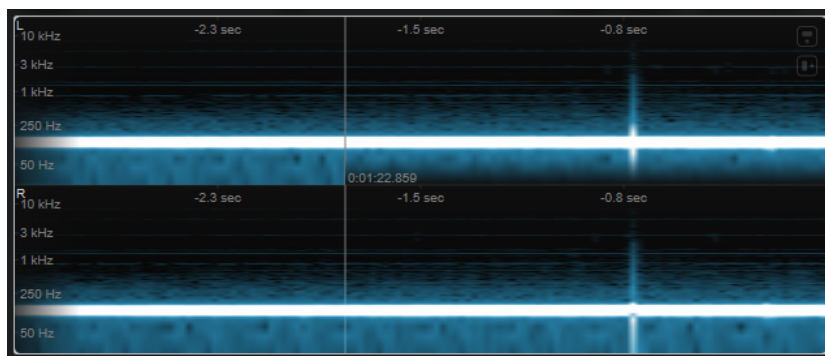 L
-2.3 sec -1.5 sec -0.8 sec
10 kHz
3 kHz
1 kHz
250 Hz
50 Hz
0:01:22.859
R
-2.3 sec -1.5 sec -0.8 sec
10 kHz
3 kHz
1 kHz
250 Hz
50 Hz